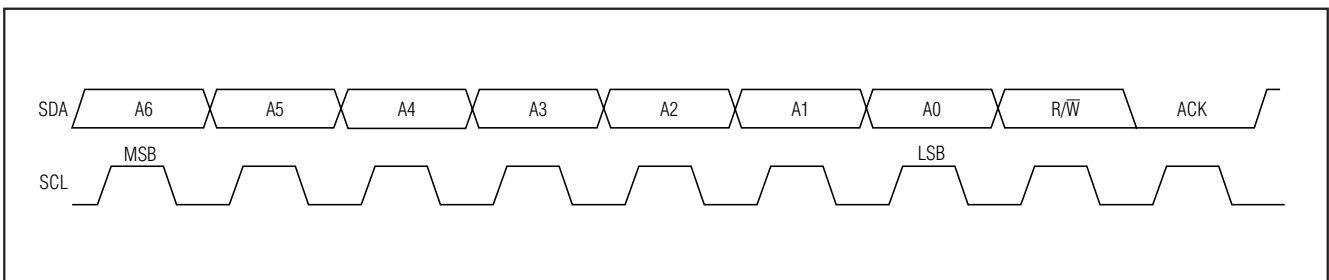 SDA A6 A5 A4 A3 A2 A1 A0 R/W̅ ACK
MSB LSB
SCL